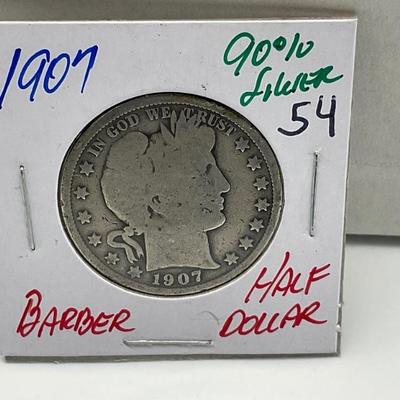 1907
90%
SILVER
54
IN GOD WE TRUST
1907
BARBER
HALF
DOLLAR